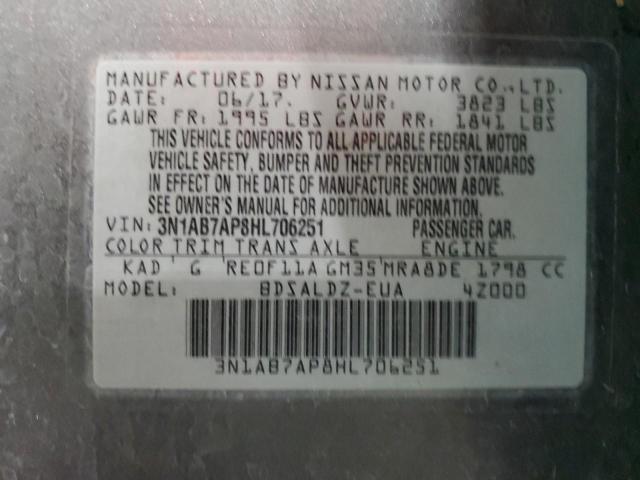 MANUFACTURED BY NISSAN MOTOR CO.,LTD.
DATE: 06/17. GVWR: 3823 LBS
GAWR FR: 1995 LBS GAWR RR: 1841 LBS
THIS VEHICLE CONFORMS TO ALL APPLICABLE FEDERAL MOTOR
VEHICLE SAFETY, BUMPER AND THEFT PREVENTION STANDARDS
IN EFFECT ON THE DATE OF MANUFACTURE SHOWN ABOVE.
SEE OWNER'S MANUAL FOR ADDITIONAL INFORMATION.
VIN: 3N1AB7AP8HL706251 PASSENGER CAR.
COLOR TRIM TRANS AXLE ENGINE
KAD G RE0F11A GM35 MRA8DE 1798 CC
MODEL: BDSALDZ-EUA 4Z000
3N1AB7AP8HL706251